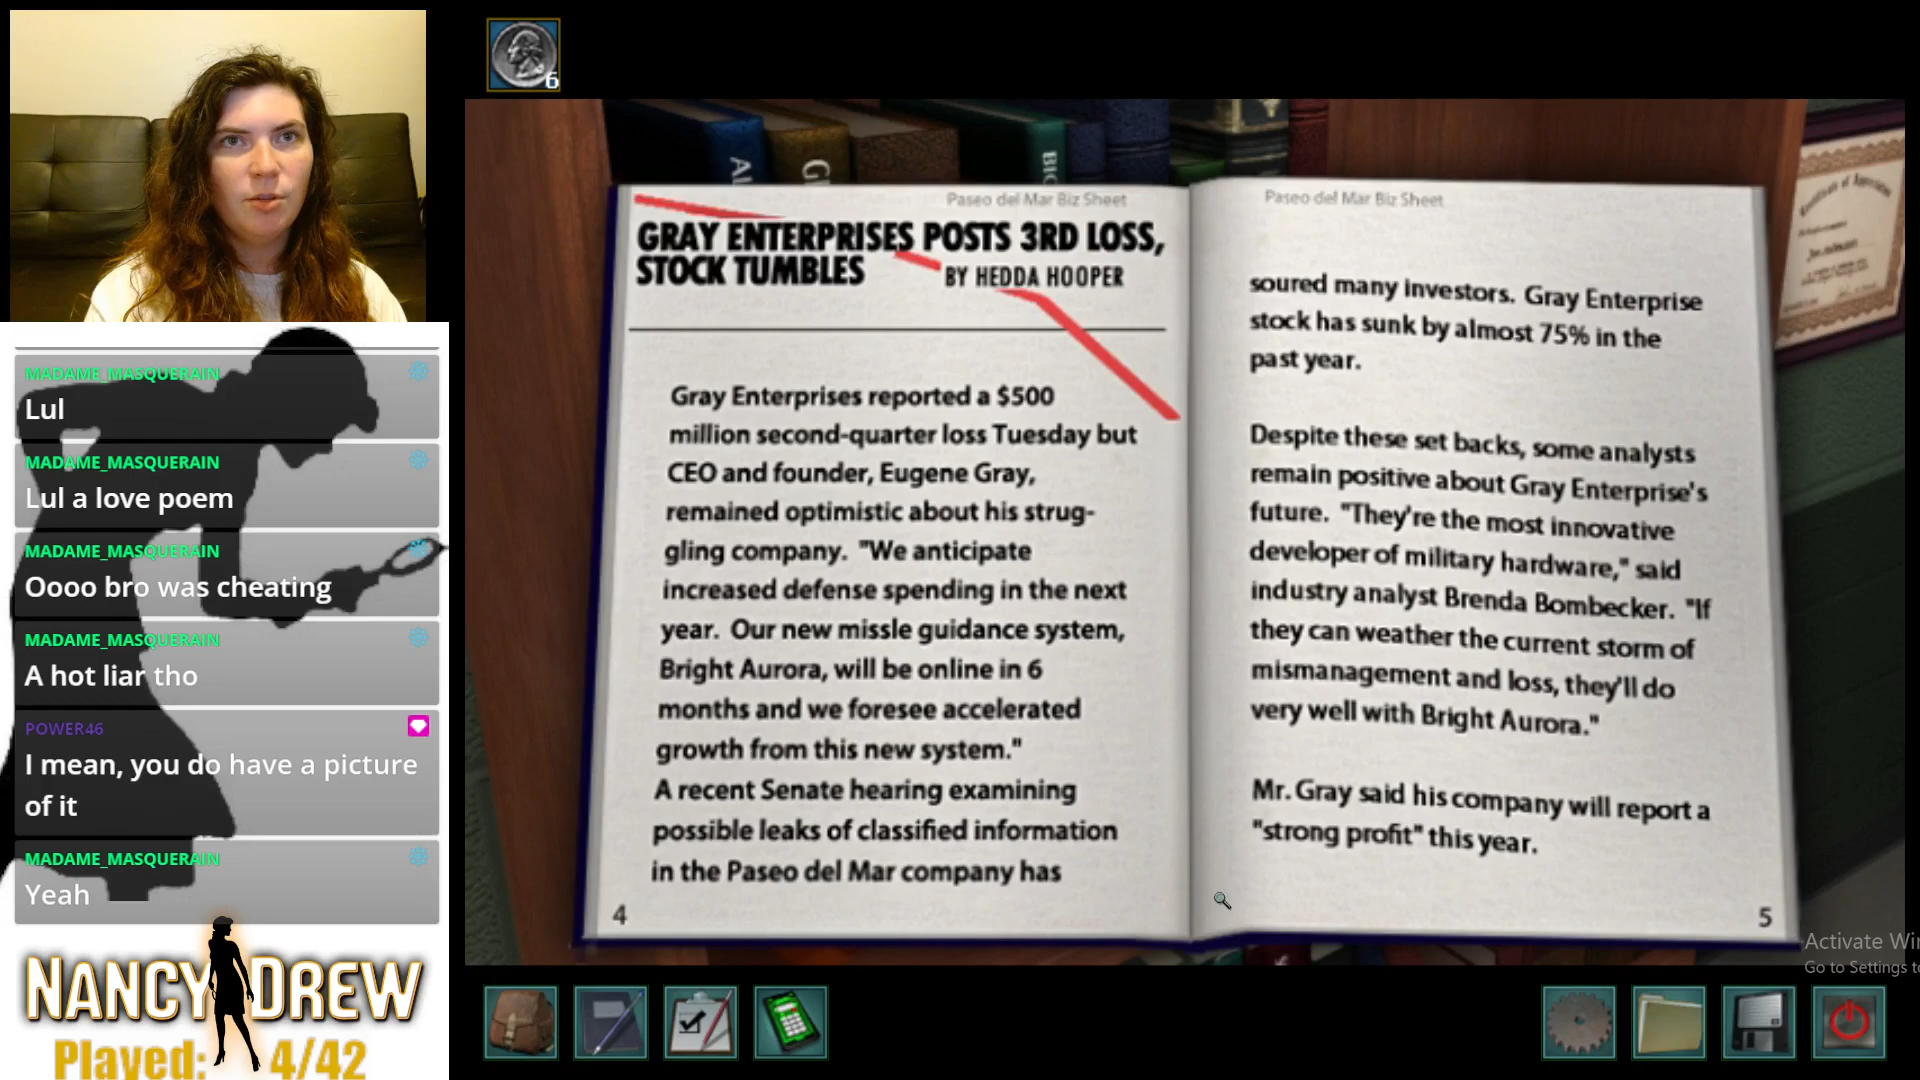 6
MADAME_MASQUERAIN
Lul
MADAME_MASQUERAIN
Lul a love poem
MADAME_MASQUERAIN
Oooo bro was cheating
MADAME_MASQUERAIN
A hot liar tho
POWER46
I mean, you do have a picture
of it
MADAME_MASQUERAIN
Yeah
NANCY DREW
Played: 4/42
Paseo del Mar Biz Sheet
GRAY ENTERPRISES POSTS 3RD LOSS,
STOCK TUMBLES
BY HEDDA HOOPER
Gray Enterprises reported a $500
million second-quarter loss Tuesday but
CEO and founder, Eugene Gray,
remained optimistic about his strug-
gling company. "We anticipate
increased defense spending in the next
year. Our new missle guidance system,
Bright Aurora, will be online in 6
months and we foresee accelerated
growth from this new system."
A recent Senate hearing examining
possible leaks of classified information
in the Paseo del Mar company has
4
Paseo del Mar Biz Sheet
soured many investors. Gray Enterprise
stock has sunk by almost 75% in the
past year.
Despite these set backs, some analysts
remain positive about Gray Enterprise's
future. "They're the most innovative
developer of military hardware," said
industry analyst Brenda Bombecker. "If
they can weather the current storm of
mismanagement and loss, they'll do
very well with Bright Aurora."
Mr. Gray said his company will report a
"strong profit" this year.
5
Certificate of Appreciation
Activate Win
Go to Settings to